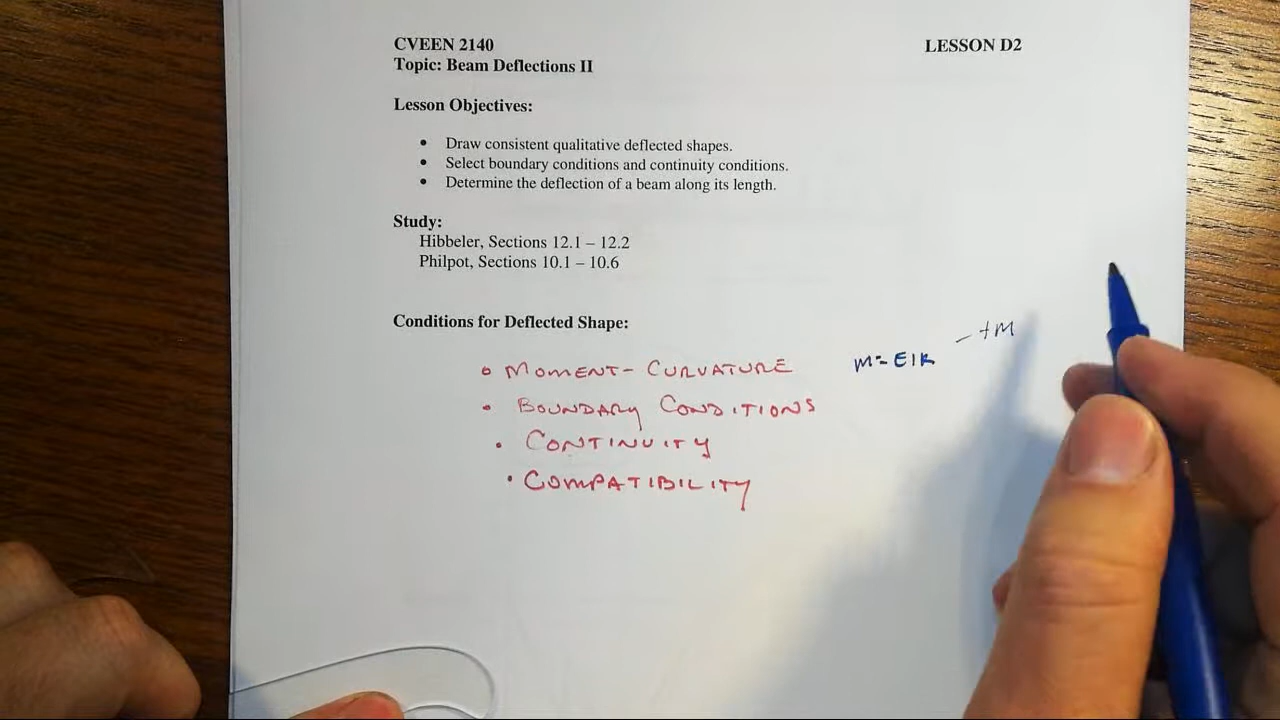 CVEEN 2140 LESSON D2
Topic: Beam Deflections II
Lesson Objectives:
• Draw consistent qualitative deflected shapes.
• Select boundary conditions and continuity conditions.
• Determine the deflection of a beam along its length.
Study:
Hibbeler, Sections 12.1 – 12.2
Philpot, Sections 10.1 – 10.6
Conditions for Deflected Shape:
– +M
• MOMENT - CURVATURE M=EIK
• BOUNDARY CONDITIONS
• CONTINUITY
• COMPATIBILITY